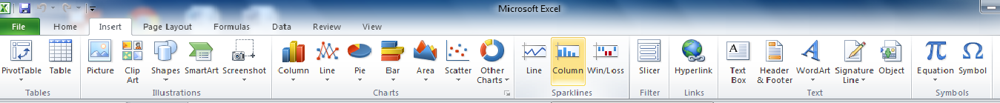 Microsoft Excel
File Home Insert Page Layout Formulas Data Review View
PivotTable Table Picture Clip Art Shapes SmartArt Screenshot Column Line Pie Bar Area Scatter Other Charts Line Column Win/Loss Slicer Hyperlink Text Box Header & Footer WordArt Signature Line Object Equation Symbol
Tables Illustrations Charts Sparklines Filter Links Text Symbols